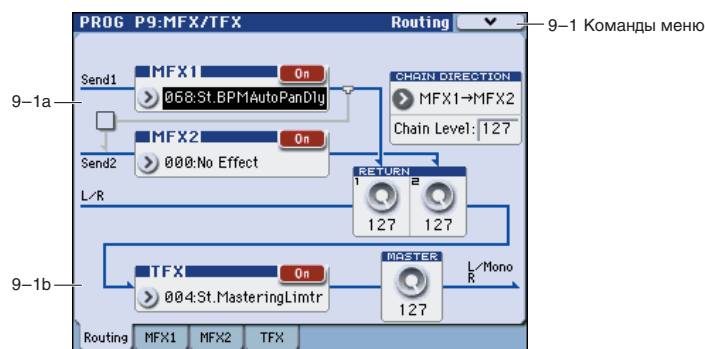 PROG P9:MFX/TFX Routing
9–1 Команды меню
Send1
MFX1 On
068:St.BPMAutoPanDly
CHAIN DIRECTION
MFX1→MFX2
Chain Level: 127
9–1a
MFX2 On
000:No Effect
Send2
RETURN
1 2
127 127
L/R
MASTER
127
L/Mono
R
TFX On
004:St.MasteringLimtr
9–1b
Routing MFX1 MFX2 TFX